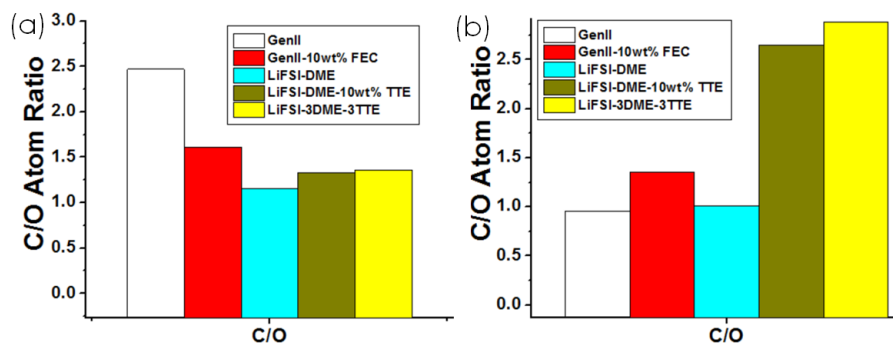 (a)
C/O Atom Ratio
3.0
2.5
2.0
1.5
1.0
0.5
0.0
GenII
GenII-10wt% FEC
LiFSI-DME
LiFSI-DME-10wt% TTE
LiFSI-3DME-3TTE
C/O
(b)
C/O Atom Ratio
2.5
2.0
1.5
1.0
0.5
0.0
GenII
GenII-10wt% FEC
LiFSI-DME
LiFSI-DME-10wt% TTE
LiFSI-3DME-3TTE
C/O